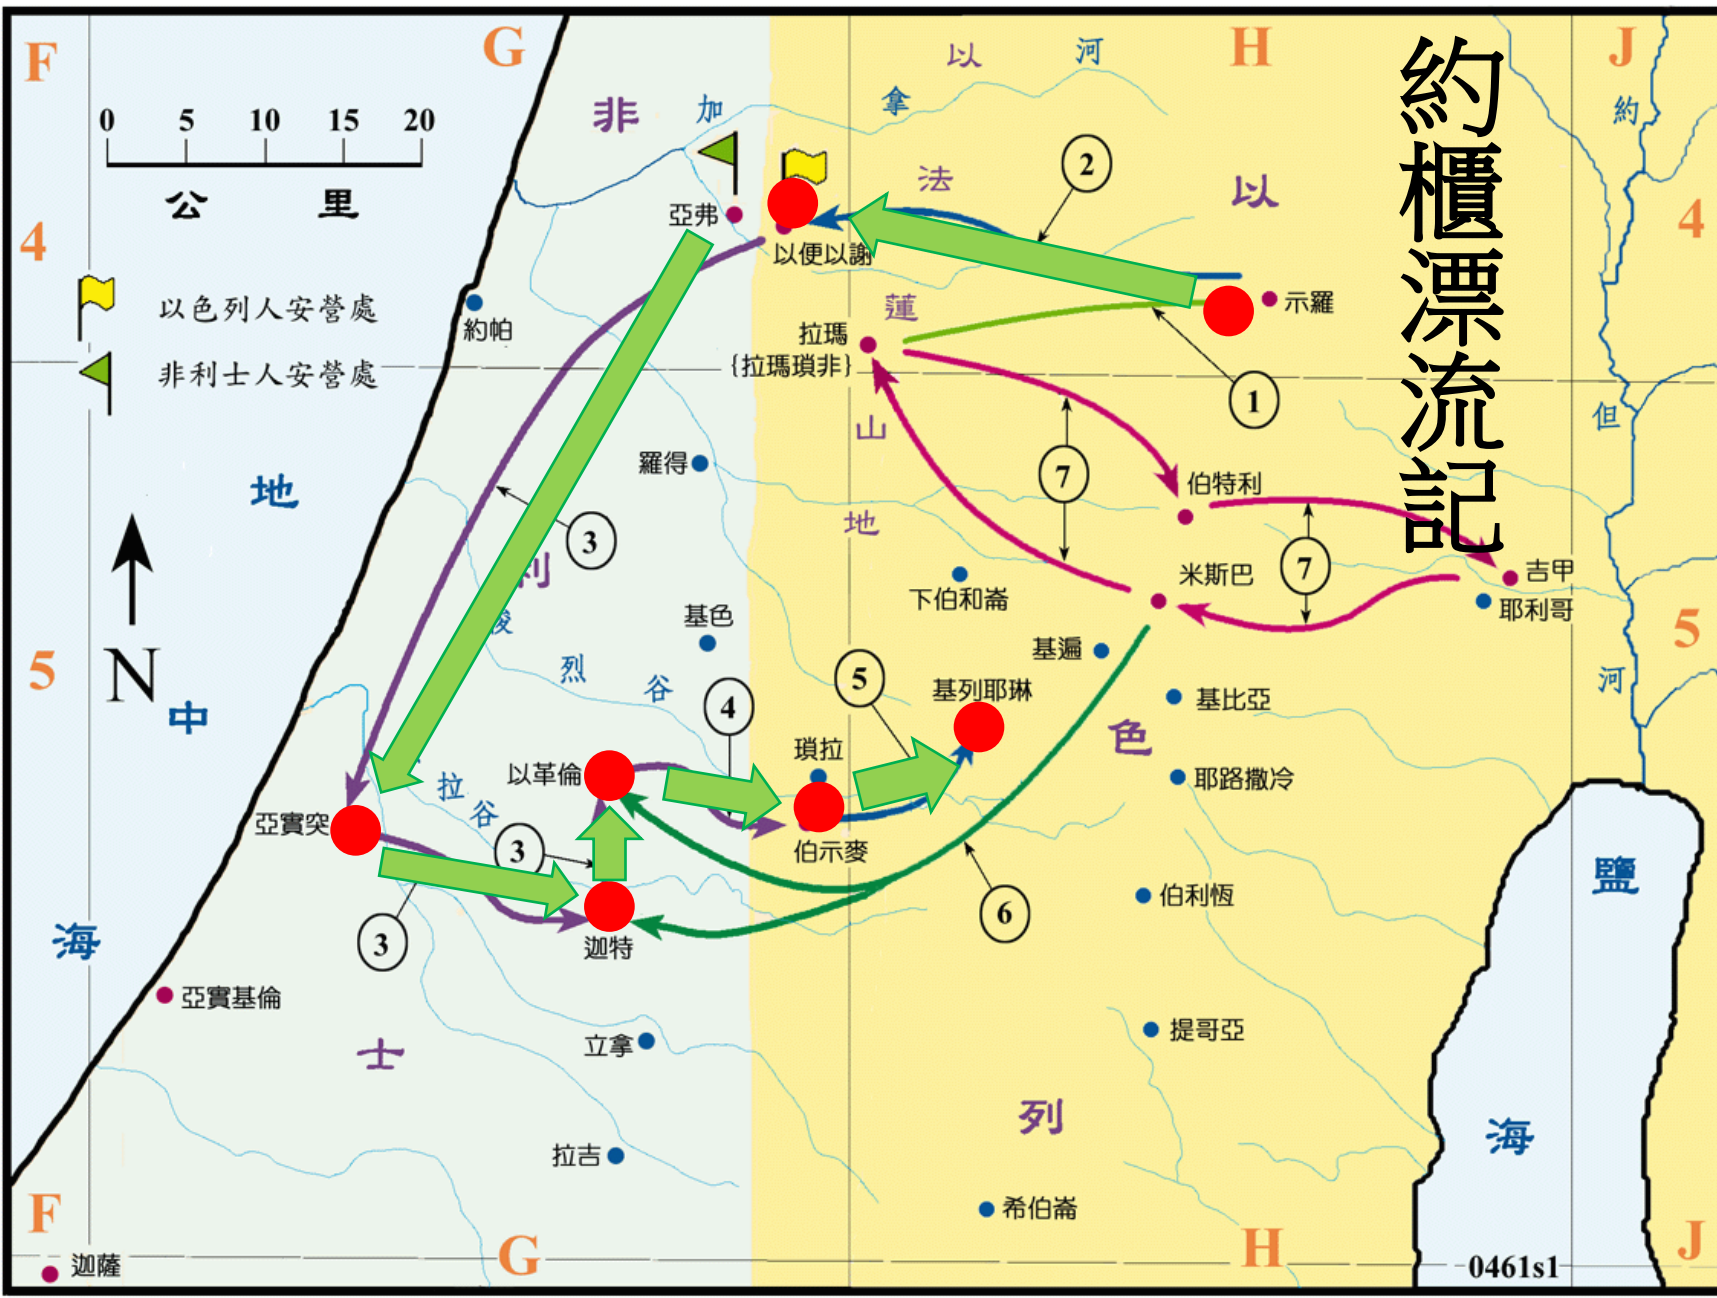 約櫃漂流記
F
G
H
J
0 5 10 15 20
公里
4
4
以色列人安營處
非利士人安營處
N
5
5
F
G
H
J
地中海
鹽海
非利士
以色列
以法蓮山地
加拿河
約但河
梭烈谷
拉谷
亞弗
以便以謝
約帕
示羅
拉瑪
{拉瑪瑣非}
羅得
伯特利
米斯巴
吉甲
耶利哥
下伯和崙
基色
基遍
基列耶琳
基比亞
瑣拉
以革倫
耶路撒冷
亞實突
伯示麥
伯利恆
迦特
亞實基倫
立拿
提哥亞
拉吉
希伯崙
迦薩
1
2
3
3
3
4
5
6
7
7
0461s1